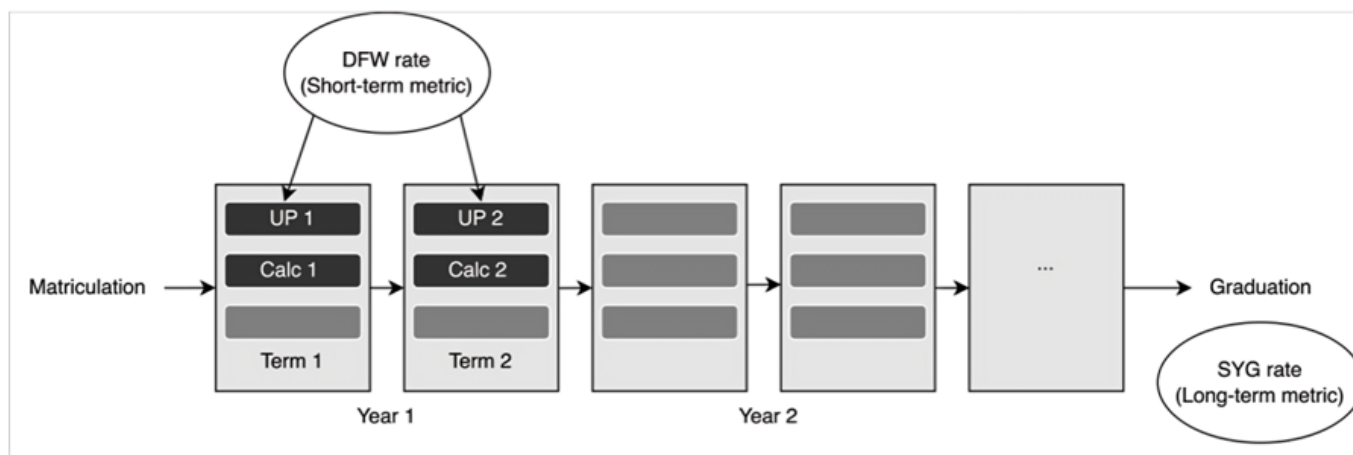 DFW rate
(Short-term metric)
UP 1
UP 2
Calc 1
Calc 2
...
Matriculation
Graduation
Term 1
Term 2
SYG rate
(Long-term metric)
Year 1
Year 2